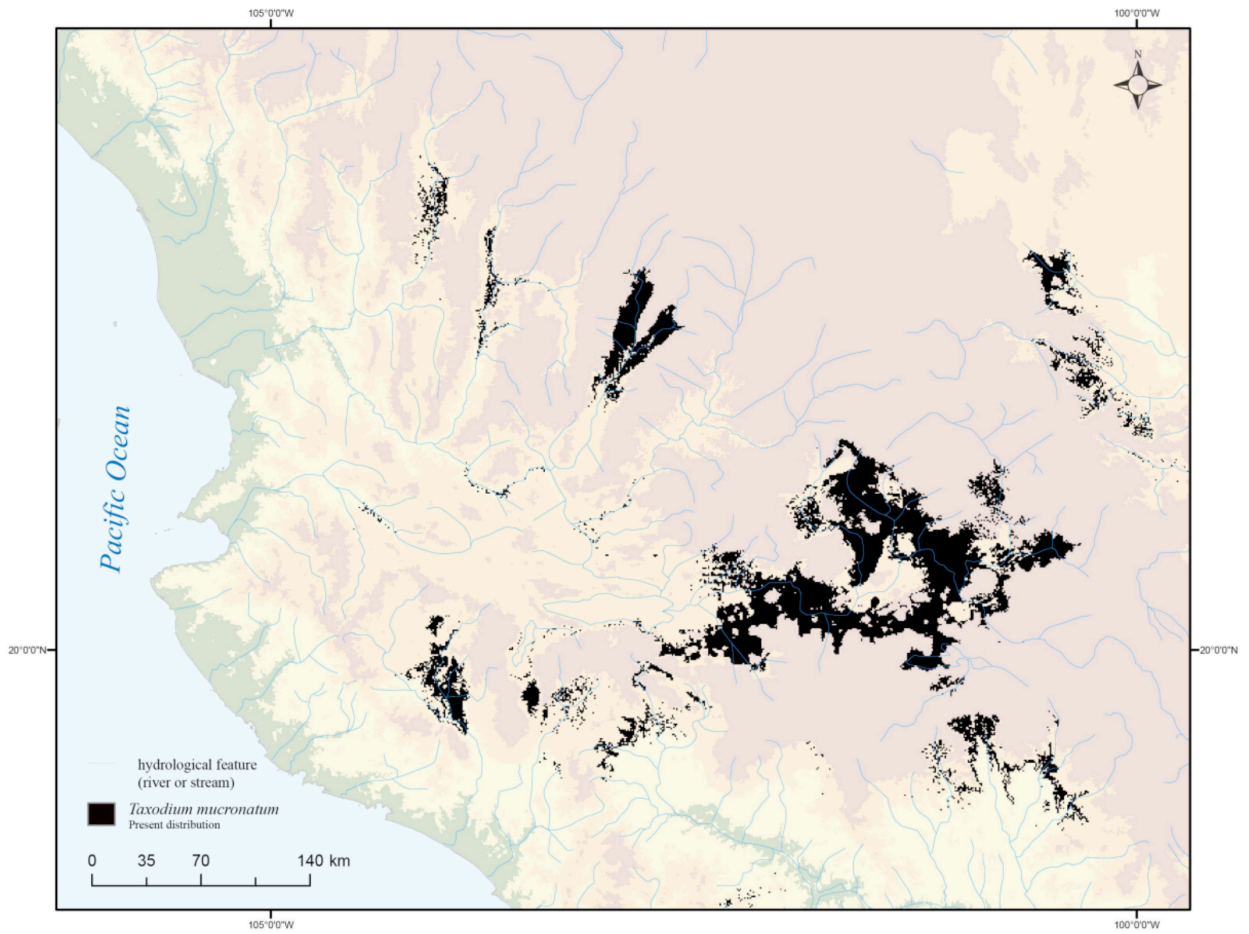 105°0'0"W
100°0'0"W
N
Pacific Ocean
20°0'0"N
20°0'0"N
hydrological feature
(river or stream)
Taxodium mucronatum
Present distribution
0 35 70 140 km
105°0'0"W
100°0'0"W